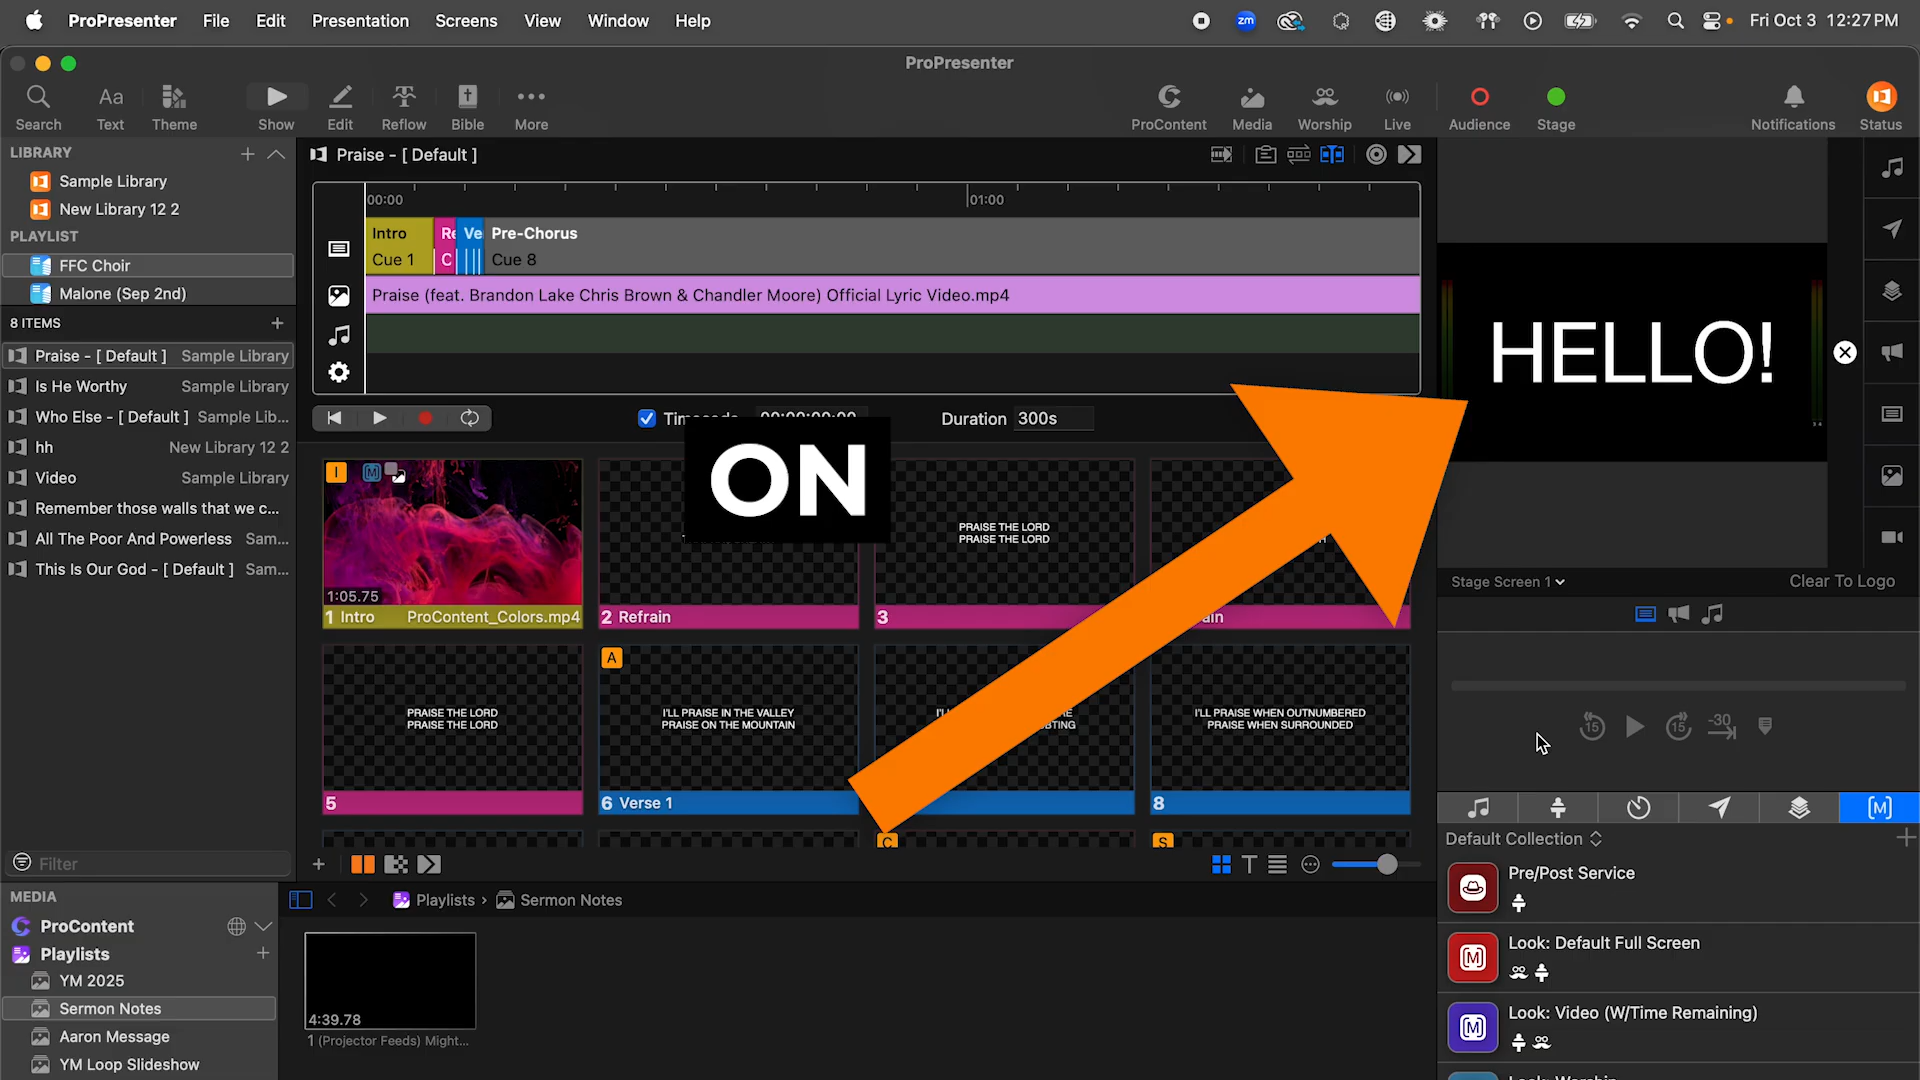 ProPresenter File Edit Presentation Screens View Window Help
zm
Fri Oct 3 12:27 PM
ProPresenter
Aa
Search Text Theme Show Edit Reflow Bible More
ProContent Media Worship Live Audience Stage Notifications Status
LIBRARY
Sample Library
New Library 12 2
PLAYLIST
FFC Choir
Malone (Sep 2nd)
8 ITEMS
Praise - [ Default ] Sample Library
Is He Worthy Sample Library
Who Else - [ Default ] Sample Lib...
hh New Library 12 2
Video Sample Library
Remember those walls that we c...
All The Poor And Powerless Sam...
This Is Our God - [ Default ] Sam...
Filter
Praise - [ Default ]
00:00 01:00
Intro Re Ve Pre-Chorus
Cue 1 C Cue 8
Praise (feat. Brandon Lake Chris Brown & Chandler Moore) Official Lyric Video.mp4
Duration 300s
ON
I M
1:05.75
1 Intro ProContent_Colors.mp4
2 Refrain
PRAISE THE LORD
PRAISE THE LORD
3
PRAISE THE LORD
PRAISE THE LORD
5
A
I'LL PRAISE IN THE VALLEY
PRAISE ON THE MOUNTAIN
6 Verse 1
I'LL PRAISE WHEN OUTNUMBERED
PRAISE WHEN SURROUNDED
8
C S
T
HELLO!
Stage Screen 1 Clear To Logo
15 15 -30
[M]
Default Collection
Pre/Post Service
[M] Look: Default Full Screen
[M] Look: Video (W/Time Remaining)
MEDIA
ProContent
Playlists
YM 2025
Sermon Notes
Aaron Message
YM Loop Slideshow
Playlists › Sermon Notes
4:39.78
1 (Projector Feeds) Might...